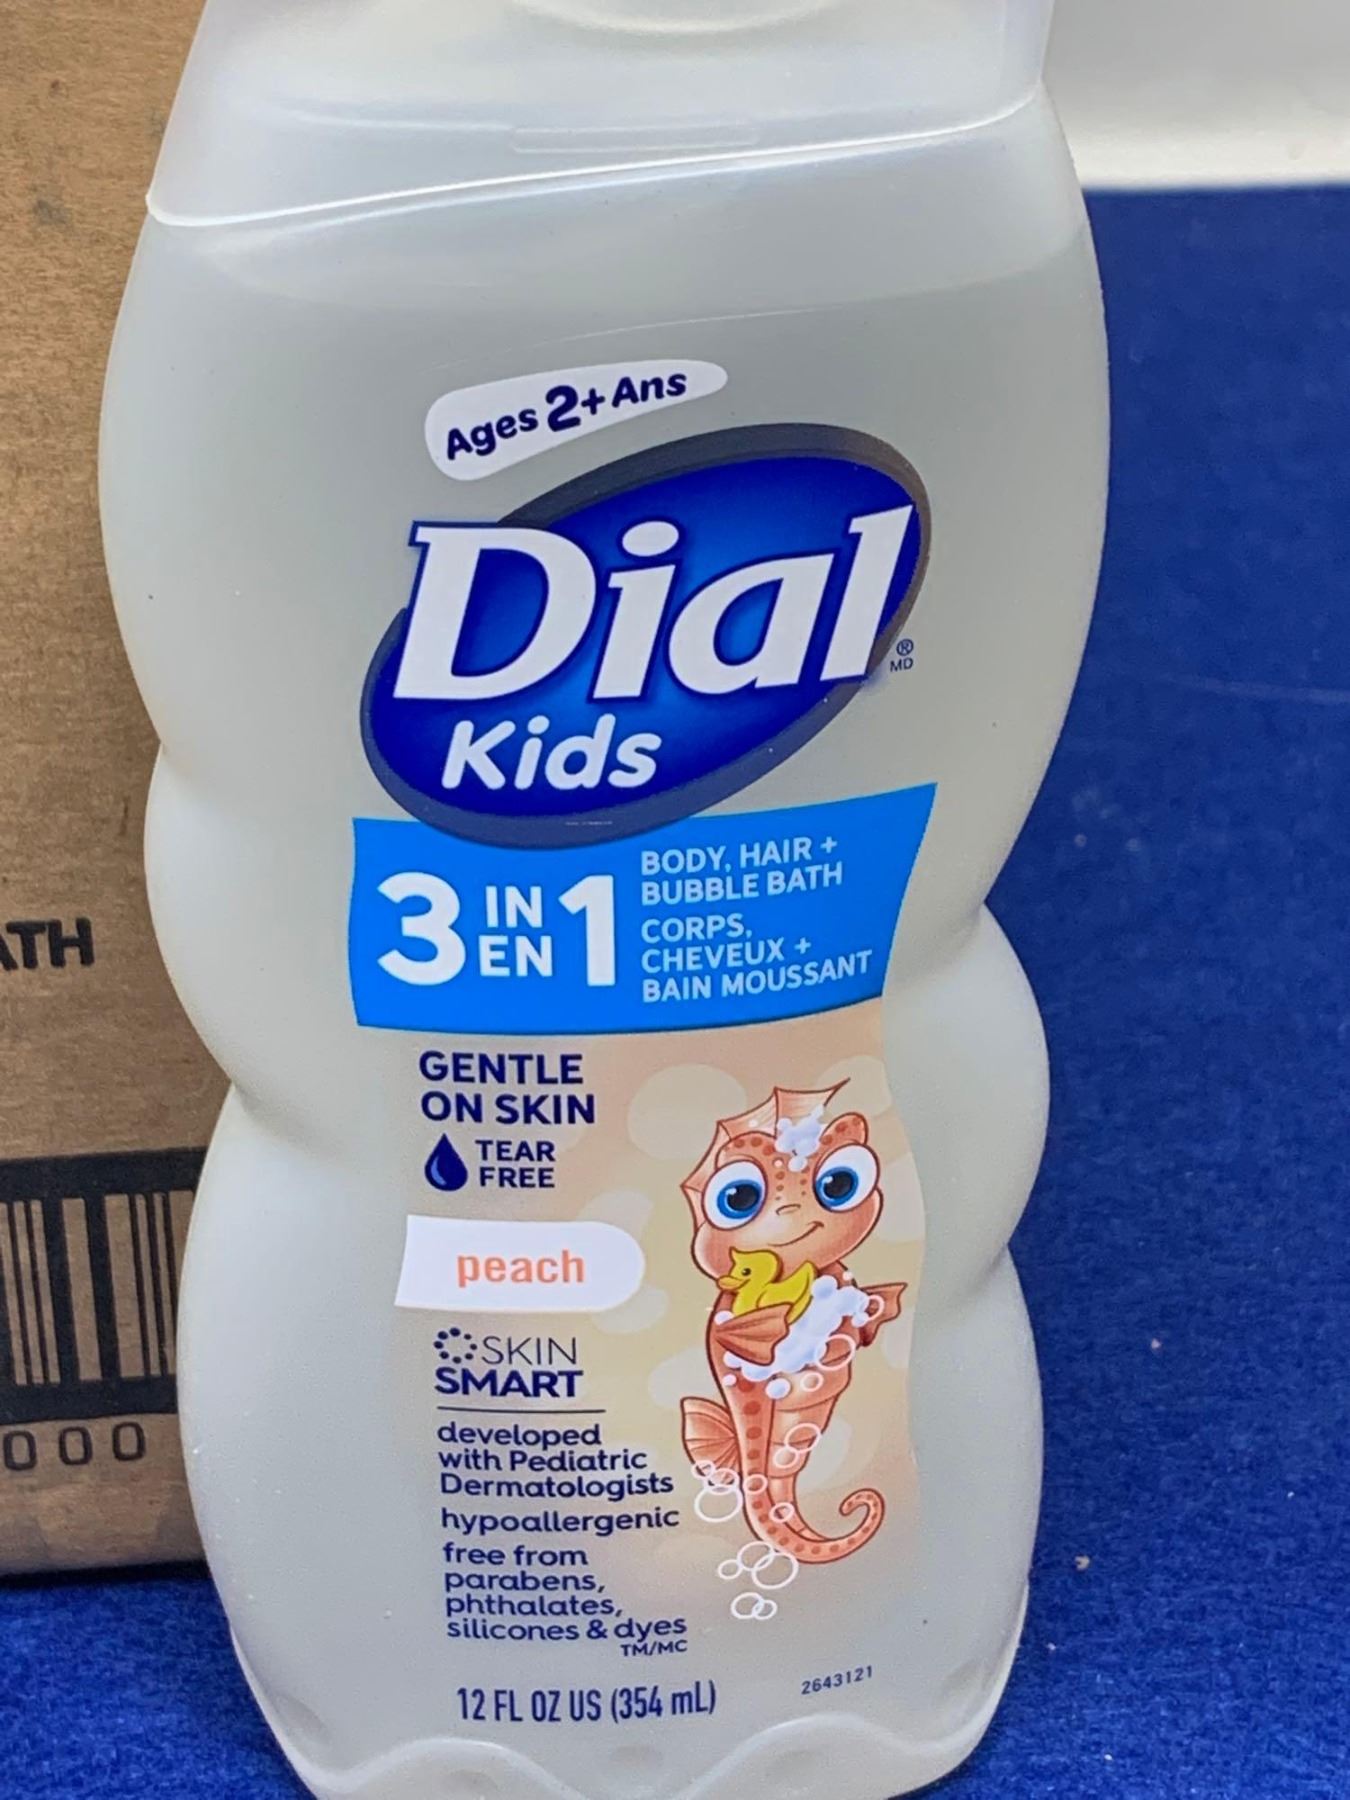 Ages 2+ Ans
Dial
®
MD
Kids
3 IN 1
EN
BODY, HAIR +
BUBBLE BATH
CORPS,
CHEVEUX +
BAIN MOUSSANT
GENTLE
ON SKIN
TEAR
FREE
peach
SKIN
SMART
developed
with Pediatric
Dermatologists
hypoallergenic
free from
parabens,
phthalates,
silicones & dyes
TM/MC
12 FL OZ US (354 mL)
2643121
ATH
000